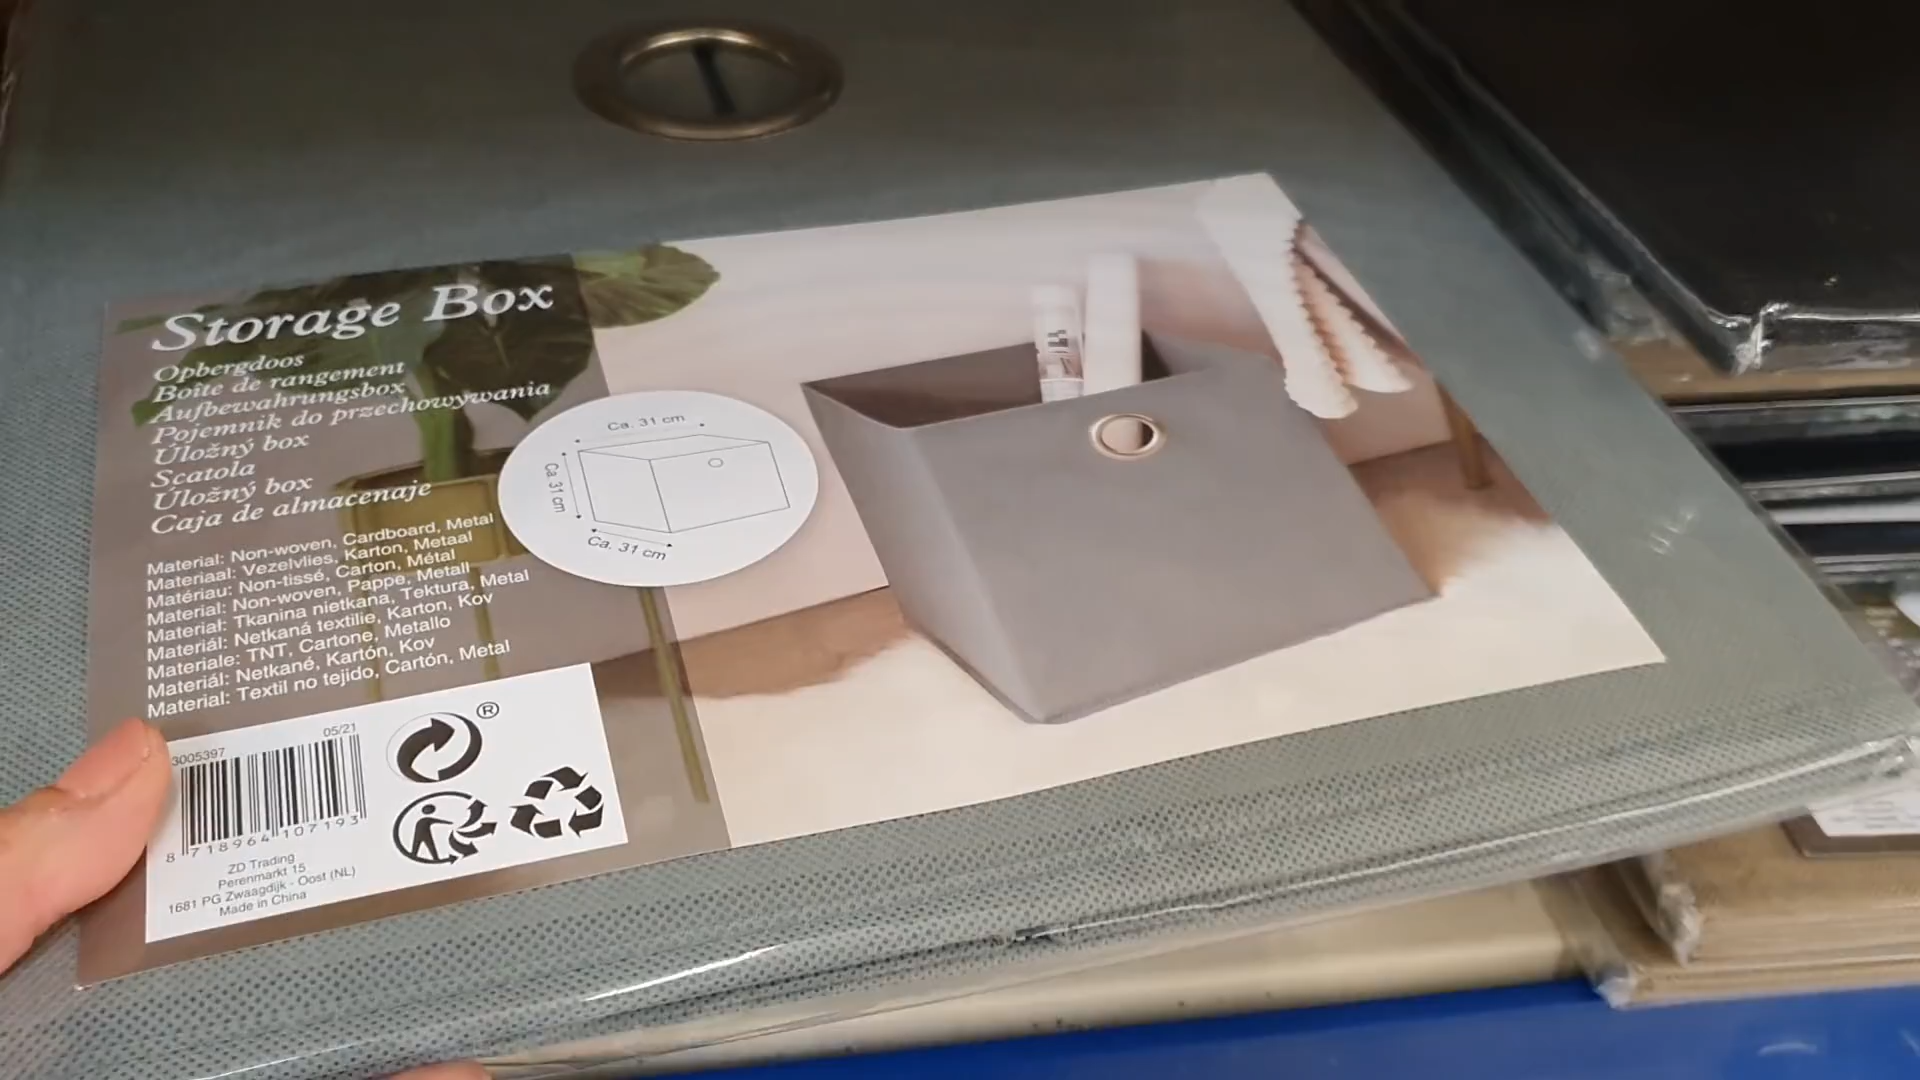 Storage Box
Opbergdoos
Boîte de rangement
Aufbewahrungsbox
Pojemnik do przechowywania
Úložný box
Scatola
Úložný box
Caja de almacenaje
Material: Non-woven, Cardboard, Metal
Materiaal: Vezelvlies, Karton, Metaal
Matériau: Non-tissé, Carton, Métal
Material: Non-woven, Pappe, Metall
Materiał: Tkanina nietkana, Tektura, Metal
Materiál: Netkaná textilie, Karton, Kov
Materiale: TNT, Cartone, Metallo
Materiál: Netkané, Kartón, Kov
Material: Textil no tejido, Cartón, Metal
Ca. 31 cm
Ca. 31 cm
Ca. 31 cm
3005397
05/21
®
8 718964 107193
ZD Trading
Perenmarkt 15
1681 PG Zwaagdijk - Oost (NL)
Made in China